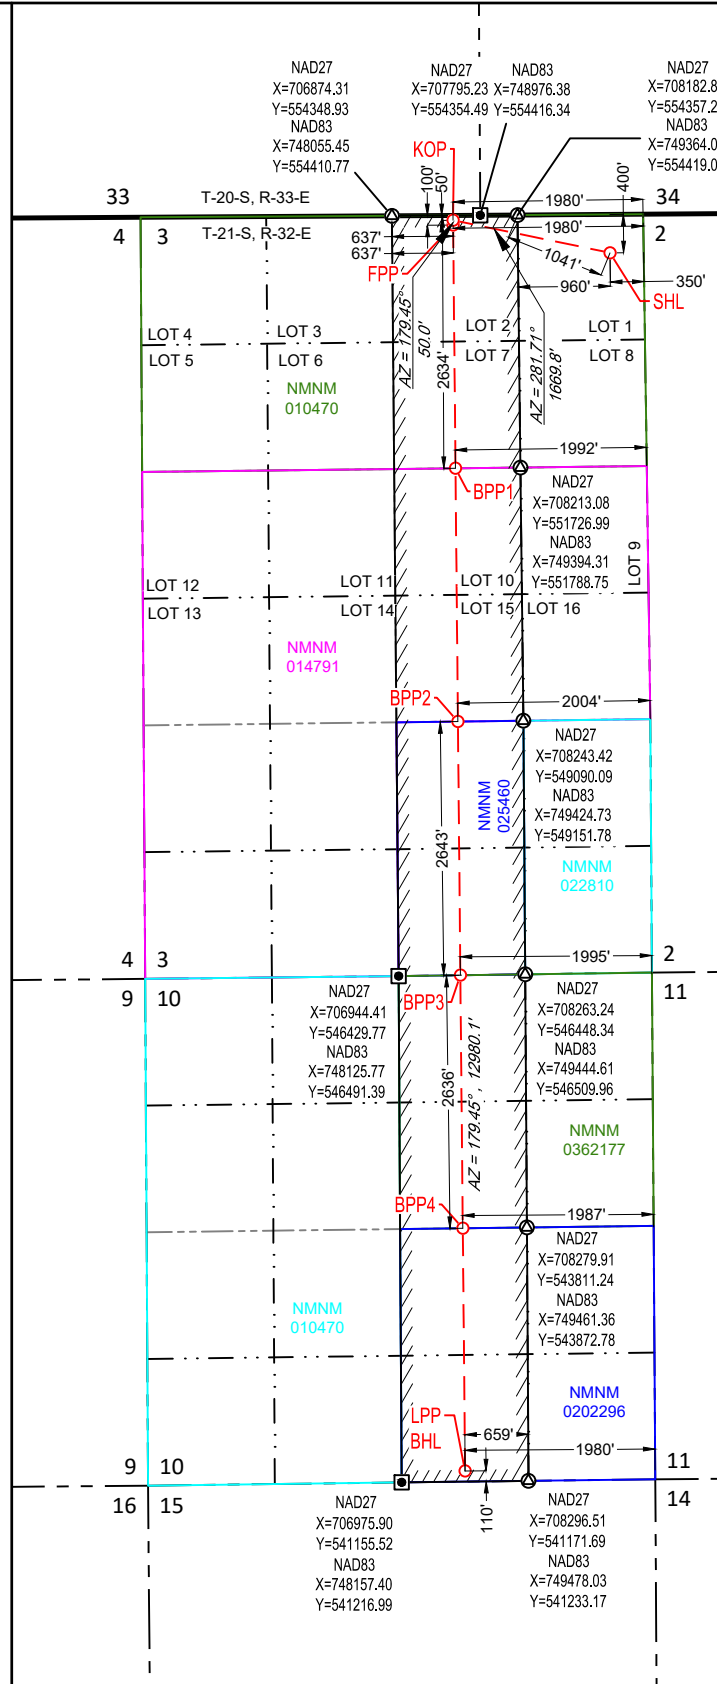 NAD27
X=706874.31
Y=554348.93
NAD83
X=748055.45
Y=554410.77
NAD27
X=707795.23
Y=554354.49
NAD83
X=748976.38
Y=554416.34
NAD27
X=708182.8
Y=554357.2
NAD83
X=749364.0
Y=554419.0
KOP
100'
50'
400'
33
T-20-S, R-33-E
1980'
34
4
3
T-21-S, R-32-E
637'
637'
1980'
2
FPP
1041'
960'
350'
SHL
AZ = 179.45°
50.0'
AZ = 281.71°
1669.8'
2634'
LOT 4
LOT 3
LOT 2
LOT 1
LOT 5
LOT 6
LOT 7
LOT 8
NMNM
010470
1992'
BPP1
NAD27
X=708213.08
Y=551726.99
NAD83
X=749394.31
Y=551788.75
LOT 9
LOT 12
LOT 11
LOT 10
LOT 13
LOT 14
LOT 15
LOT 16
NMNM
014791
BPP2
2004'
NAD27
X=708243.42
Y=549090.09
NAD83
X=749424.73
Y=549151.78
NMNM
025460
2643'
NMNM
022810
4
3
1995'
2
9
10
BPP3
11
NAD27
X=706944.41
Y=546429.77
NAD83
X=748125.77
Y=546491.39
NAD27
X=708263.24
Y=546448.34
NAD83
X=749444.61
Y=546509.96
2636'
AZ = 179.45°, 12980.1'
NMNM
0362177
BPP4
1987'
NAD27
X=708279.91
Y=543811.24
NAD83
X=749461.36
Y=543872.78
NMNM
010470
NMNM
0202296
LPP
BHL
659'
1980'
110'
9
10
11
16
15
14
NAD27
X=706975.90
Y=541155.52
NAD83
X=748157.40
Y=541216.99
NAD27
X=708296.51
Y=541171.69
NAD83
X=749478.03
Y=541233.17